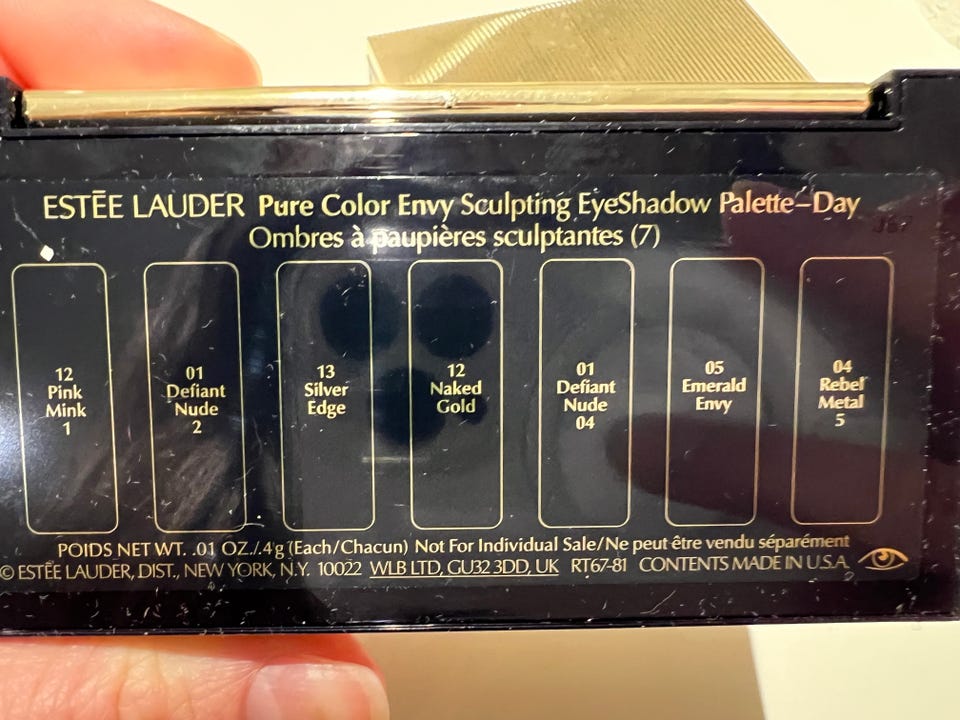 ESTĒE LAUDER Pure Color Envy Sculpting EyeShadow Palette–Day
Ombres à paupières sculptantes (7)
12
Pink
Mink
1
01
Defiant
Nude
2
13
Silver
Edge
12
Naked
Gold
01
Defiant
Nude
04
05
Emerald
Envy
04
Rebel
Metal
5
POIDS NET WT. .01 OZ./.4 g (Each/Chacun) Not For Individual Sale/Ne peut être vendu séparément
© ESTĒE LAUDER, DIST., NEW YORK, N.Y. 10022 WLB LTD, GU32 3DD, UK RT67-81 CONTENTS MADE IN U.S.A.